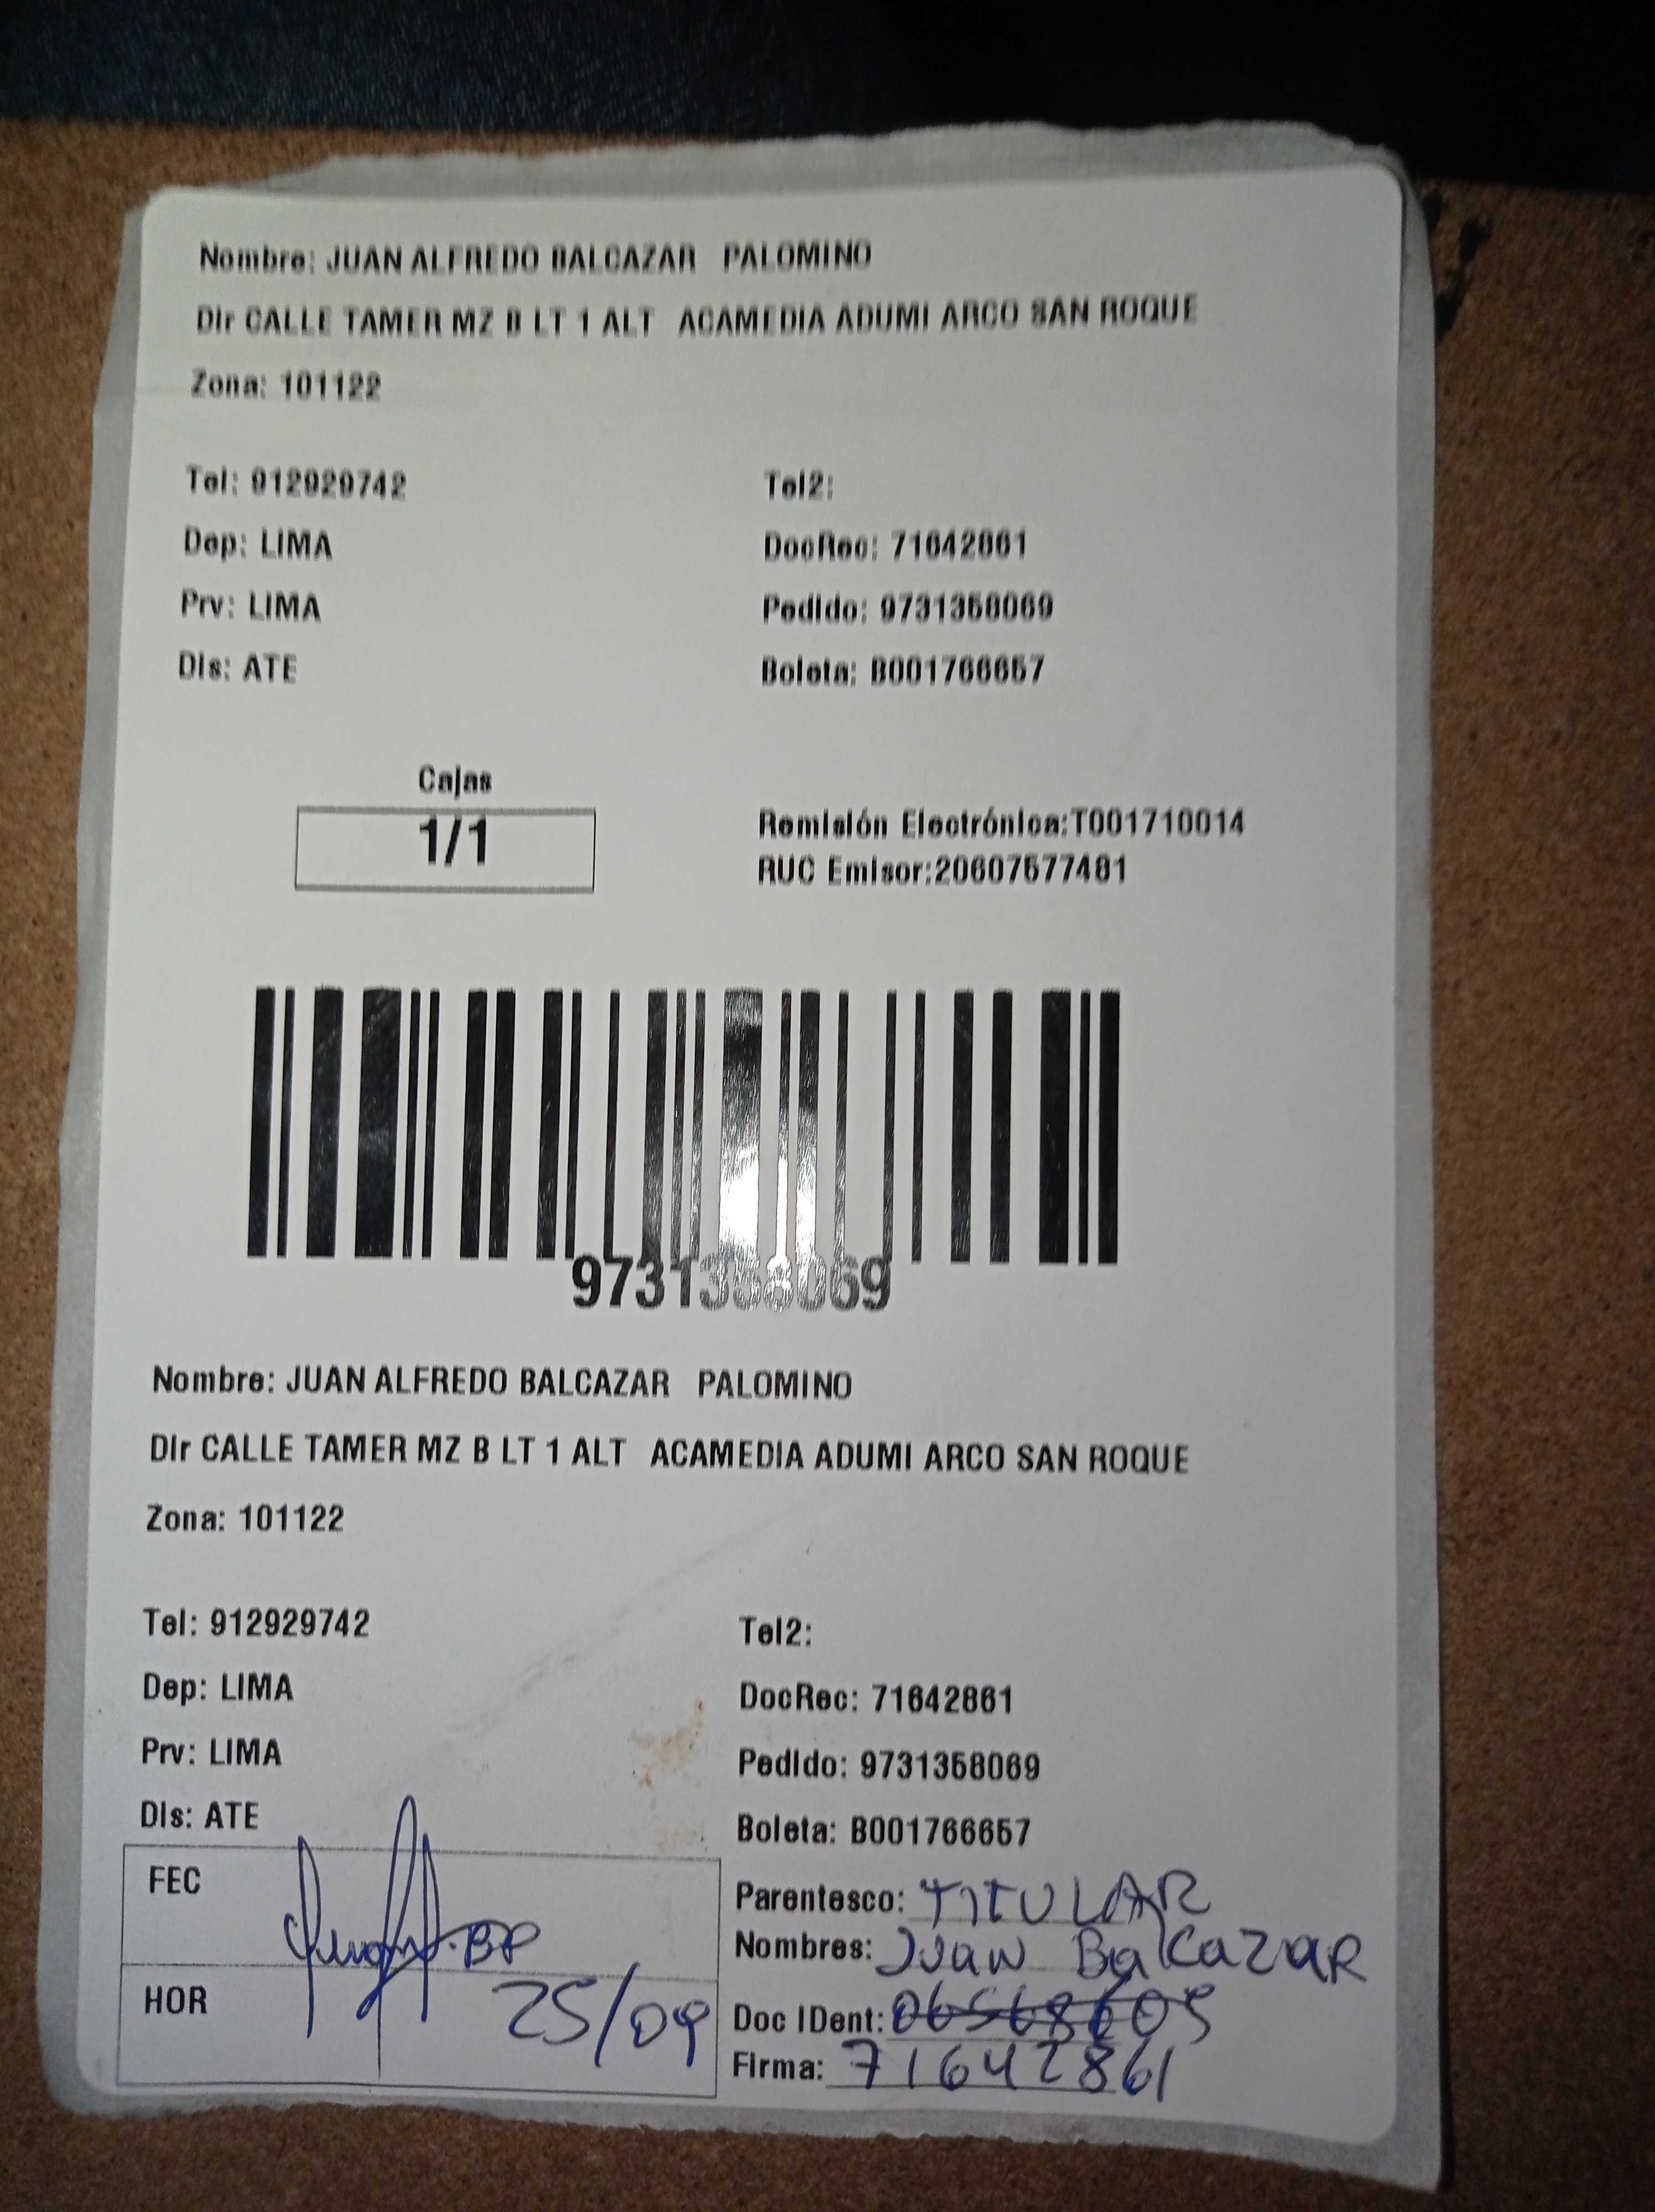 Nombre: JUAN ALFREDO BALCAZAR PALOMINO
Dir CALLE TAMER MZ B LT 1 ALT ACAMEDIA ADUMI ARCO SAN ROQUE
Zona: 101122
Tel: 912929742 Tel2:
Dep: LIMA DocRec: 71642861
Prv: LIMA Pedido: 9731358069
Dis: ATE Boleta: B001766657
Cajas
1/1
Remisión Electrónica:T001710014
RUC Emisor:20607577481
9731358069
Nombre: JUAN ALFREDO BALCAZAR PALOMINO
Dir CALLE TAMER MZ B LT 1 ALT ACAMEDIA ADUMI ARCO SAN ROQUE
Zona: 101122
Tel: 912929742 Tel2:
Dep: LIMA DocRec: 71642861
Prv: LIMA Pedido: 9731358069
Dis: ATE Boleta: B001766657
FEC
HOR 25/09
Parentesco: TITULAR
Nombres: Juan Balcazar
Doc IDent:
Firma: 71642861